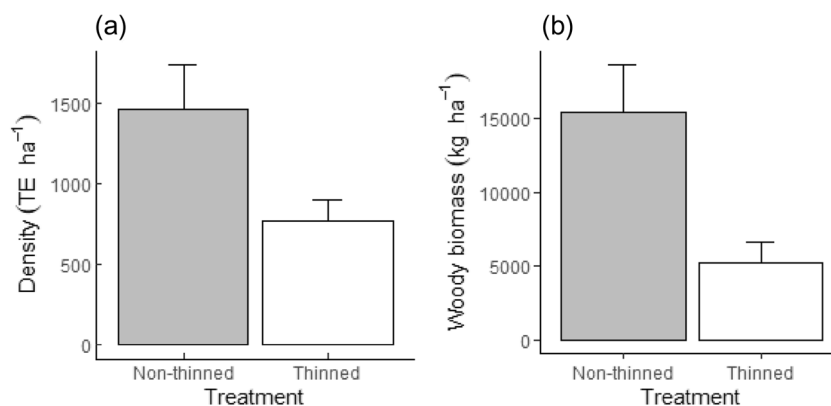 (a)
Density (TE ha⁻¹)
1500
1000
500
0
Non-thinned
Thinned
Treatment
(b)
Woody biomass (kg ha⁻¹)
15000
10000
5000
0
Non-thinned
Thinned
Treatment